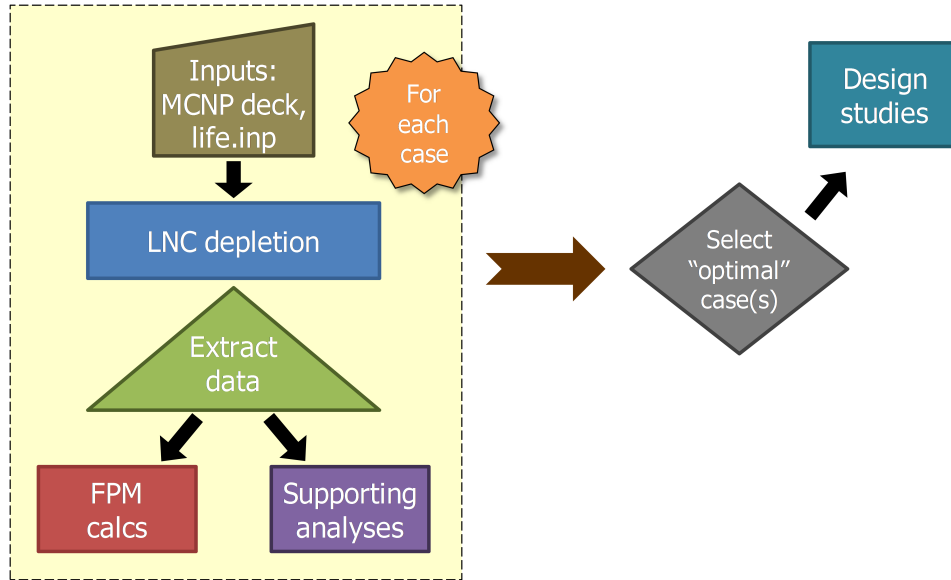 Inputs:
MCNP deck,
life.inp
For
each
case
LNC depletion
Extract
data
FPM
calcs
Supporting
analyses
Select
“optimal”
case(s)
Design
studies